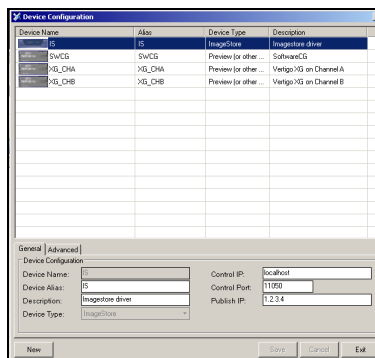 Device Configuration
Device Name Alias Device Type Description
IS IS ImageStore Imagestore driver
SWCG SWCG Preview (or other ... SoftwareCG
XG_CHA XG_CHA Preview (or other ... Vertigo XG on Channel A
XG_CHB XG_CHB Preview (or other ... Vertigo XG on Channel B
General Advanced
Device Configuration
Device Name: IS Control IP: localhost
Device Alias: IS Control Port: 11050
Description: Imagestore driver Publish IP: 1.2.3.4
Device Type: ImageStore
New Save Cancel Exit